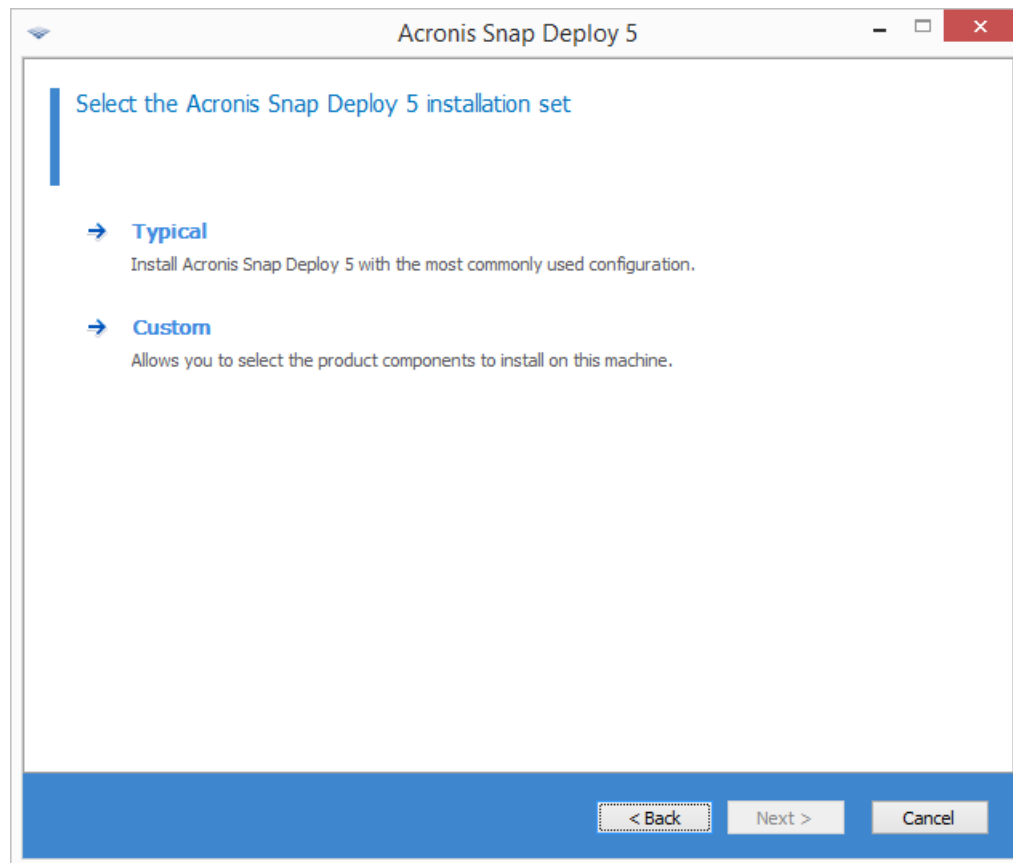 Acronis Snap Deploy 5
Select the Acronis Snap Deploy 5 installation set
Typical
Install Acronis Snap Deploy 5 with the most commonly used configuration.
Custom
Allows you to select the product components to install on this machine.
< Back
Next >
Cancel